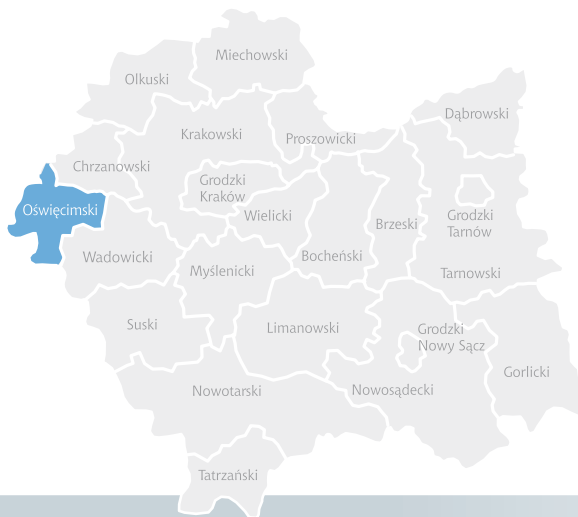 Miechowski
Olkuski
Dąbrowski
Krakowski
Proszowicki
Chrzanowski
Grodzki
Kraków
Oświęcimski
Wielicki
Brzeski
Grodzki
Tarnów
Wadowicki
Bocheński
Myślenicki
Tarnowski
Suski
Limanowski
Grodzki
Nowy Sącz
Gorlicki
Nowotarski
Nowosądecki
Tatrzański